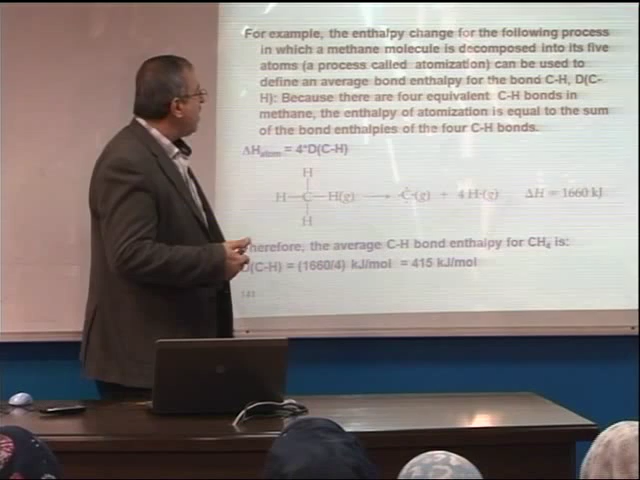 For example, the enthalpy change for the following process
in which a methane molecule is decomposed into its five
atoms (a process called atomization) can be used to
define an average bond enthalpy for the bond C-H, D(C-
H): Because there are four equivalent C-H bonds in
methane, the enthalpy of atomization is equal to the sum
of the bond enthalpies of the four C-H bonds.
ΔHatom = 4*D(C-H)
H
H—C—H(g) ⟶ ·Ċ·(g) + 4 H·(g) ΔH = 1660 kJ
H
herefore, the average C-H bond enthalpy for CH4 is:
D(C-H) = (1660/4) kJ/mol = 415 kJ/mol